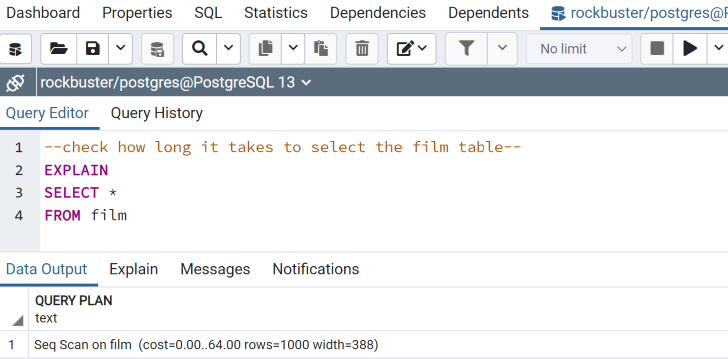 Dashboard Properties SQL Statistics Dependencies Dependents rockbuster/postgres@
No limit
rockbuster/postgres@PostgreSQL 13
Query Editor Query History
1 --check how long it takes to select the film table--
2 EXPLAIN
3 SELECT *
4 FROM film
Data Output Explain Messages Notifications
QUERY PLAN
text
1 Seq Scan on film (cost=0.00..64.00 rows=1000 width=388)